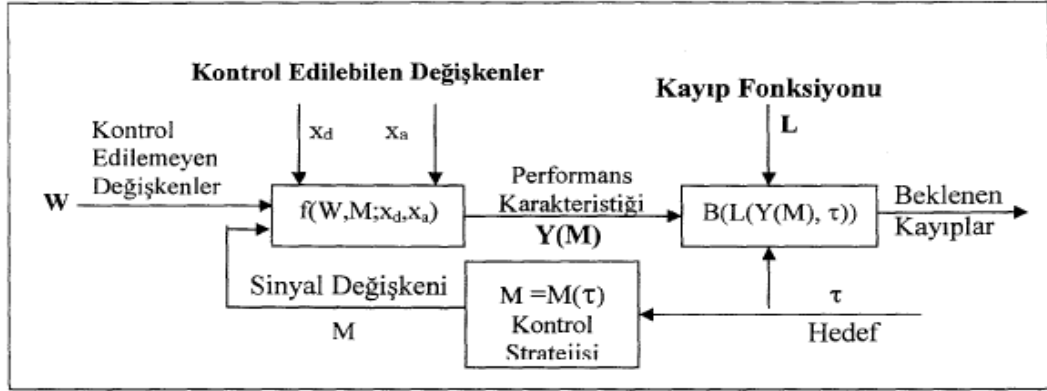 Kontrol Edilebilen Değişkenler
Kayıp Fonksiyonu
L
xd
xa
Kontrol
Edilemeyen
Değişkenler
W
f(W,M;xd,xa)
Performans
Karakteristiği
Y(M)
B(L(Y(M), τ))
Beklenen
Kayıplar
Sinyal Değişkeni
M
M =M(τ)
Kontrol
Stratejisi
τ
Hedef